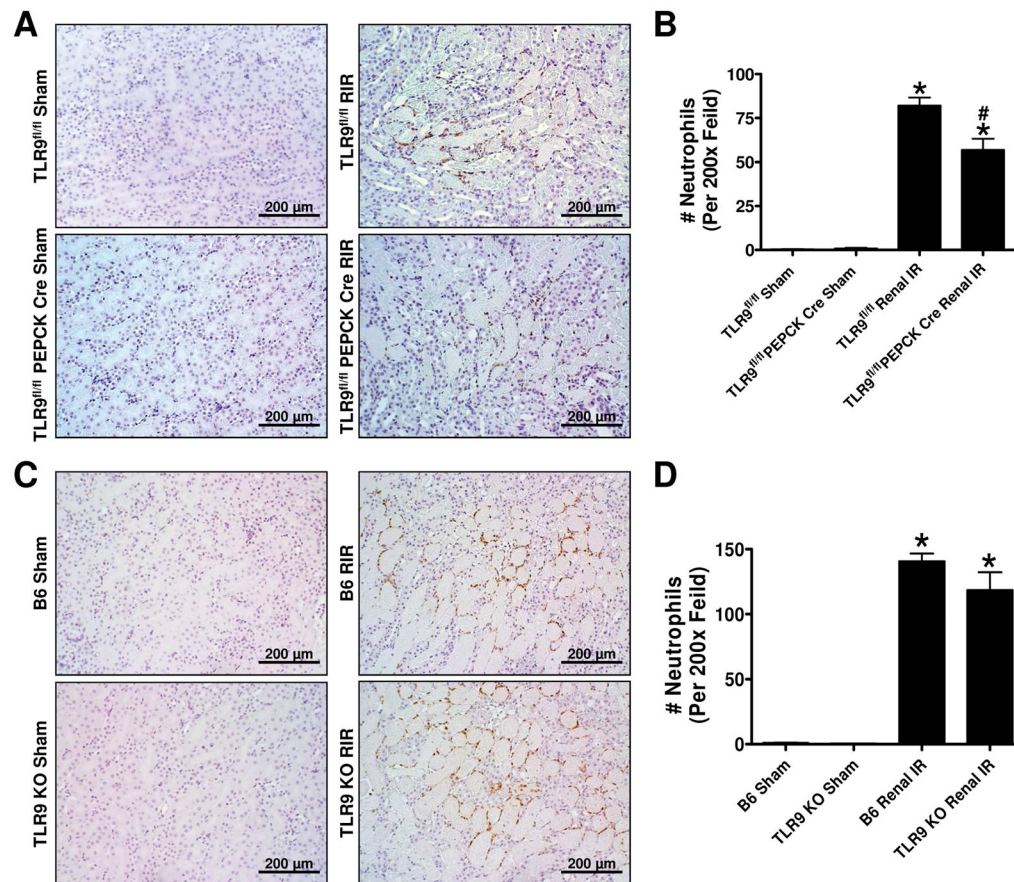 A
TLR9fl/fl Sham
200 µm
TLR9fl/fl RIR
200 µm
TLR9fl/fl PEPCK Cre Sham
200 µm
TLR9fl/fl PEPCK Cre RIR
200 µm
B
# Neutrophils
(Per 200x Feild)
100
75
50
25
0
*
#
*
TLR9fl/fl Sham
TLR9fl/fl PEPCK Cre Sham
TLR9fl/fl Renal IR
TLR9fl/fl PEPCK Cre Renal IR
C
B6 Sham
200 µm
B6 RIR
200 µm
TLR9 KO Sham
200 µm
TLR9 KO RIR
200 µm
D
# Neutrophils
(Per 200x Feild)
150
100
50
0
*
*
B6 Sham
TLR9 KO Sham
B6 Renal IR
TLR9 KO Renal IR